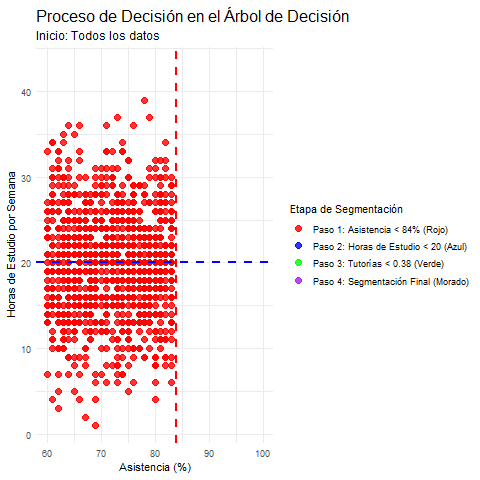 Proceso de Decisión en el Árbol de Decisión
Inicio: Todos los datos
Horas de Estudio por Semana
40
30
20
10
0
60
70
80
90
100
Asistencia (%)
Etapa de Segmentación
Paso 1: Asistencia < 84% (Rojo)
Paso 2: Horas de Estudio < 20 (Azul)
Paso 3: Tutorías < 0.38 (Verde)
Paso 4: Segmentación Final (Morado)